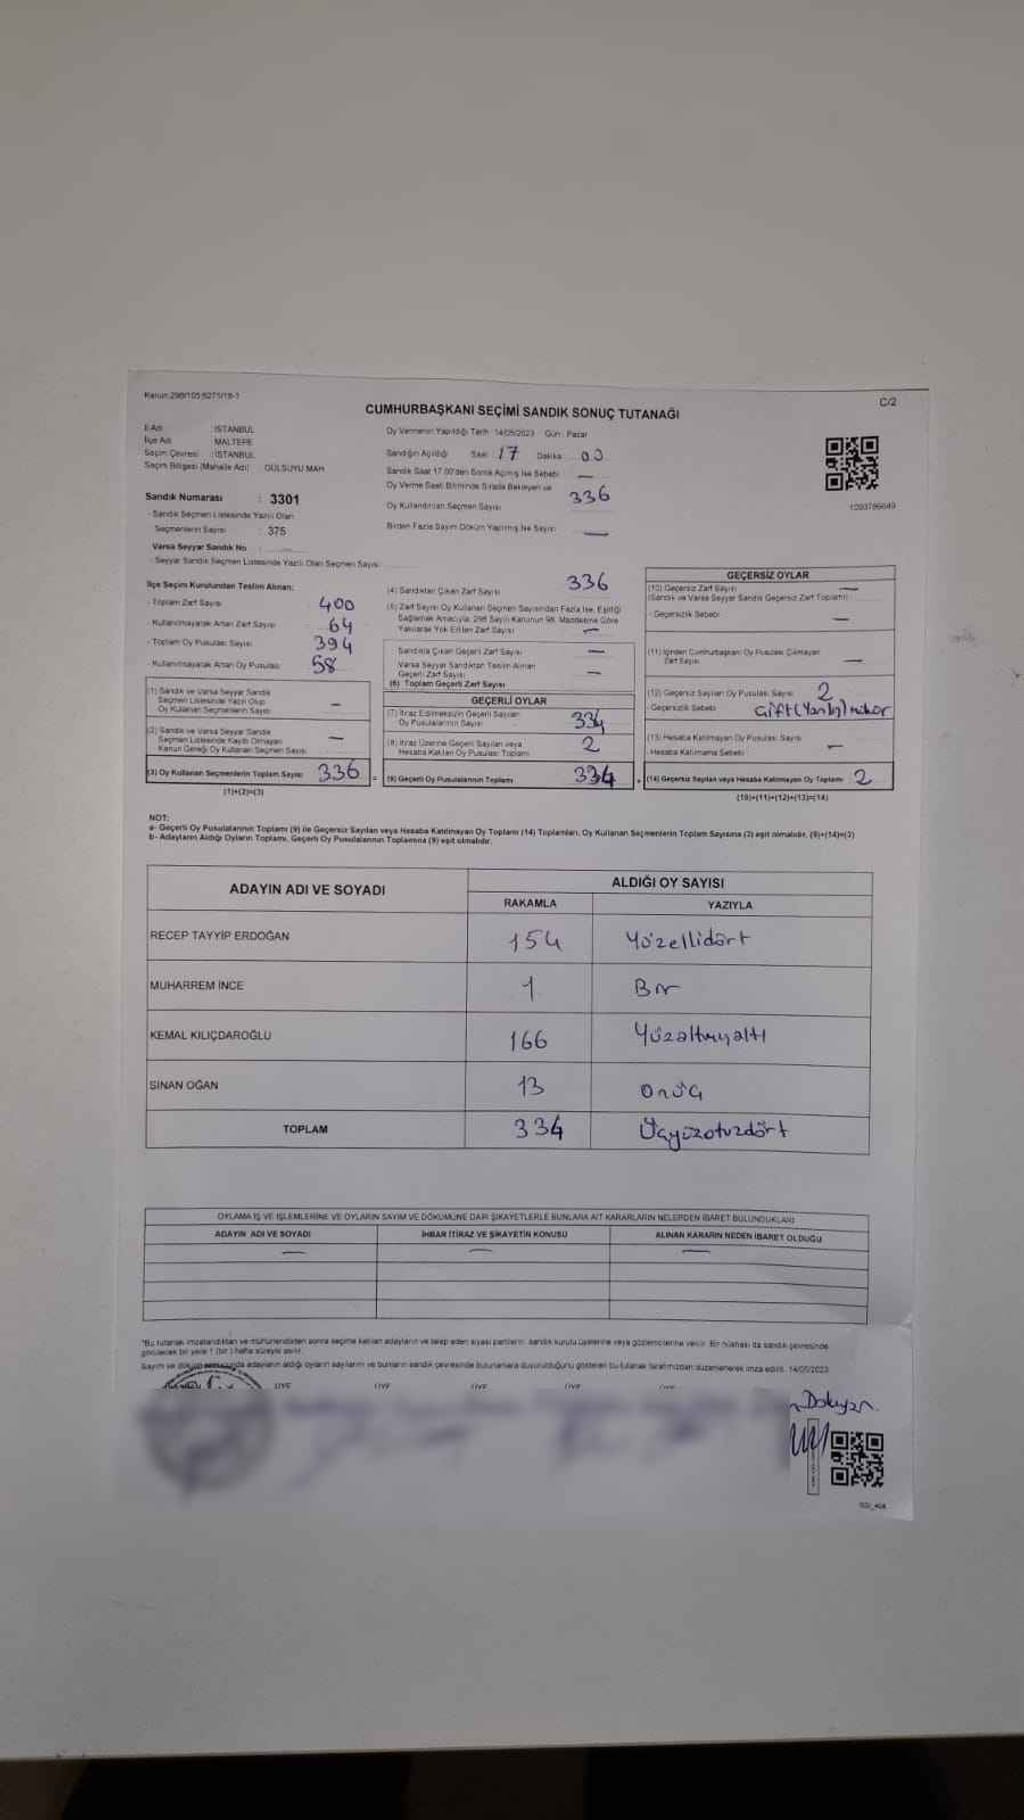 Kanun:298/105 6271/18-1
C/2
CUMHURBAŞKANI SEÇİMİ SANDIK SONUÇ TUTANAĞI
İl Adı : İSTANBUL
İlçe Adı : MALTEPE
Seçim Çevresi : İSTANBUL
Seçim Bölgesi (Mahalle Adı) GÜLSUYU MAH
Sandık Numarası : 3301
- Sandık Seçmen Listesinde Yazılı Olan
Seçmenlerin Sayısı : 375
Varsa Seyyar Sandık No :
- Seyyar Sandık Seçmen Listesinde Yazılı Olan Seçmen Sayısı
Oy Vermenin Yapıldığı Tarih : 14/05/2023 Gün : Pazar
Sandığın Açıldığı Saat : 17 Dakika : 00
Sandık Saat 17.00'den Sonra Açılmış İse Sebebi : —
Oy Verme Saati Bitiminde Sırada Bekleyen ve
Oy Kullandırılan Seçmen Sayısı 336
Birden Fazla Sayım Döküm Yapılmış İse Sayısı —
1293786649
İlçe Seçim Kurulundan Teslim Alınan:
- Toplam Zarf Sayısı : 400
- Kullanılmayarak Artan Zarf Sayısı : 64
- Toplam Oy Pusulası Sayısı : 394
- Kullanılmayarak Artan Oy Pusulası : 58
(1) Sandık ve Varsa Seyyar Sandık
Seçmen Listesinde Yazılı Olup
Oy Kullanan Seçmenlerin Sayısı —
(2) Sandık ve Varsa Seyyar Sandık
Seçmen Listesinde Kayıtlı Olmayan
Kanun Gereği Oy Kullanan Seçmen Sayısı —
(3) Oy Kullanan Seçmenlerin Toplam Sayısı 336
(1)+(2)=(3)
(4) Sandıktan Çıkan Zarf Sayısı 336
(5) Zarf Sayısı Oy Kullanan Seçmen Sayısından Fazla İse, Eşitliği
Sağlamak Amacıyla, 298 Sayılı Kanunun 98. Maddesine Göre
Yakılarak Yok Edilen Zarf Sayısı —
Sandıkta Çıkan Geçerli Zarf Sayısı —
Varsa Seyyar Sandıktan Teslim Alınan
Geçerli Zarf Sayısı —
(6) Toplam Geçerli Zarf Sayısı
GEÇERLİ OYLAR
(7) İtiraz Edilmeksizin Geçerli Sayılan
Oy Pusulalarının Sayısı 334
(8) İtiraz Üzerine Geçerli Sayılan veya
Hesaba Katılan Oy Pusulası Toplamı 2
(9) Geçerli Oy Pusulalarının Toplamı 334
GEÇERSİZ OYLAR
(10) Geçersiz Zarf Sayısı —
(Sandık ve Varsa Seyyar Sandık Geçersiz Zarf Toplamı)
- Geçersizlik Sebebi —
(11) İçinden Cumhurbaşkanı Oy Pusulası Çıkmayan
Zarf Sayısı —
(12) Geçersiz Sayılan Oy Pusulası Sayısı 2
- Geçersizlik Sebebi Çift (Yanlış) mühür
(13) Hesaba Katılmayan Oy Pusulası Sayısı —
- Hesaba Katılmama Sebebi
(14) Geçersiz Sayılan veya Hesaba Katılmayan Oy Toplamı 2
(10)+(11)+(12)+(13)=(14)
NOT:
a- Geçerli Oy Pusulalarının Toplamı (9) ile Geçersiz Sayılan veya Hesaba Katılmayan Oy Toplamı (14) Toplamları, Oy Kullanan Seçmenlerin Toplam Sayısına (3) eşit olmalıdır. (9)+(14)=(3)
b- Adayların Aldığı Oyların Toplamı, Geçerli Oy Pusulalarının Toplamına (9) eşit olmalıdır.
ADAYIN ADI VE SOYADI ALDIĞI OY SAYISI
RAKAMLA YAZIYLA
RECEP TAYYİP ERDOĞAN 154 Yüzellidört
MUHARREM İNCE 1 Bir
KEMAL KILIÇDAROĞLU 166 Yüzaltmışaltı
SİNAN OĞAN 13 Onüç
TOPLAM 334 Üçyüzotuzdört
OYLAMA İŞ VE İŞLEMLERİNE VE OYLARIN SAYIM VE DÖKÜMÜNE DAİR ŞİKAYETLERLE BUNLARA AİT KARARLARIN NELERDEN İBARET BULUNDUKLARI
ADAYIN ADI VE SOYADI İHBAR İTİRAZ VE ŞİKAYETİN KONUSU ALINAN KARARIN NEDEN İBARET OLDUĞU
— — —
*Bu tutanak imzalandıktan ve mühürlendikten sonra seçime katılan adayların ve talep eden siyasi partilerin sandık kurulu üyelerine veya gözlemcilerine verilir. Bir nüshası da sandık çevresinde
görülecek bir yere 1 (bir) hafta süreyle asılır.
Sayım ve döküm sonucunda adayların aldığı oyların sayılarını ve bunların sandık çevresinde bulunanlara duyurulduğunu gösteren bu tutanak tarafımızdan düzenlenerek imza edildi. 14/05/2023
ÜYE ÜYE ÜYE ÜYE ÜYE
Dokuyan